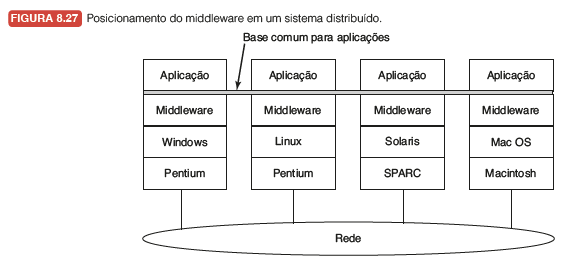 FIGURA 8.27 Posicionamento do middleware em um sistema distribuído.
Base comum para aplicações
Aplicação Aplicação Aplicação Aplicação
Middleware Middleware Middleware Middleware
Windows Linux Solaris Mac OS
Pentium Pentium SPARC Macintosh
Rede